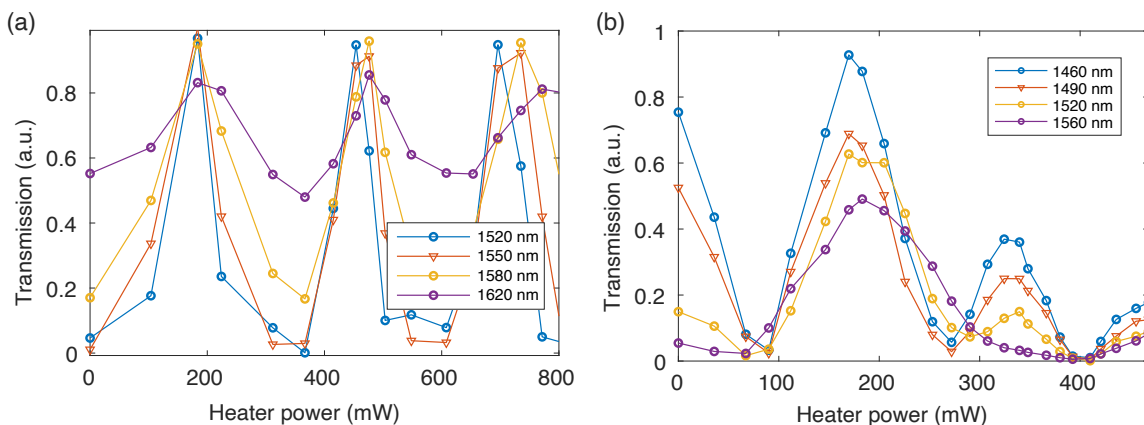 (a)
Transmission (a.u.)
0.8
0.6
0.4
0.2
0
0
200
400
600
800
Heater power (mW)
1520 nm
1550 nm
1580 nm
1620 nm
(b)
Transmission (a.u.)
1
0.8
0.6
0.4
0.2
0
0
100
200
300
412
Heater power (mW)
1460 nm
1490 nm
1520 nm
1560 nm